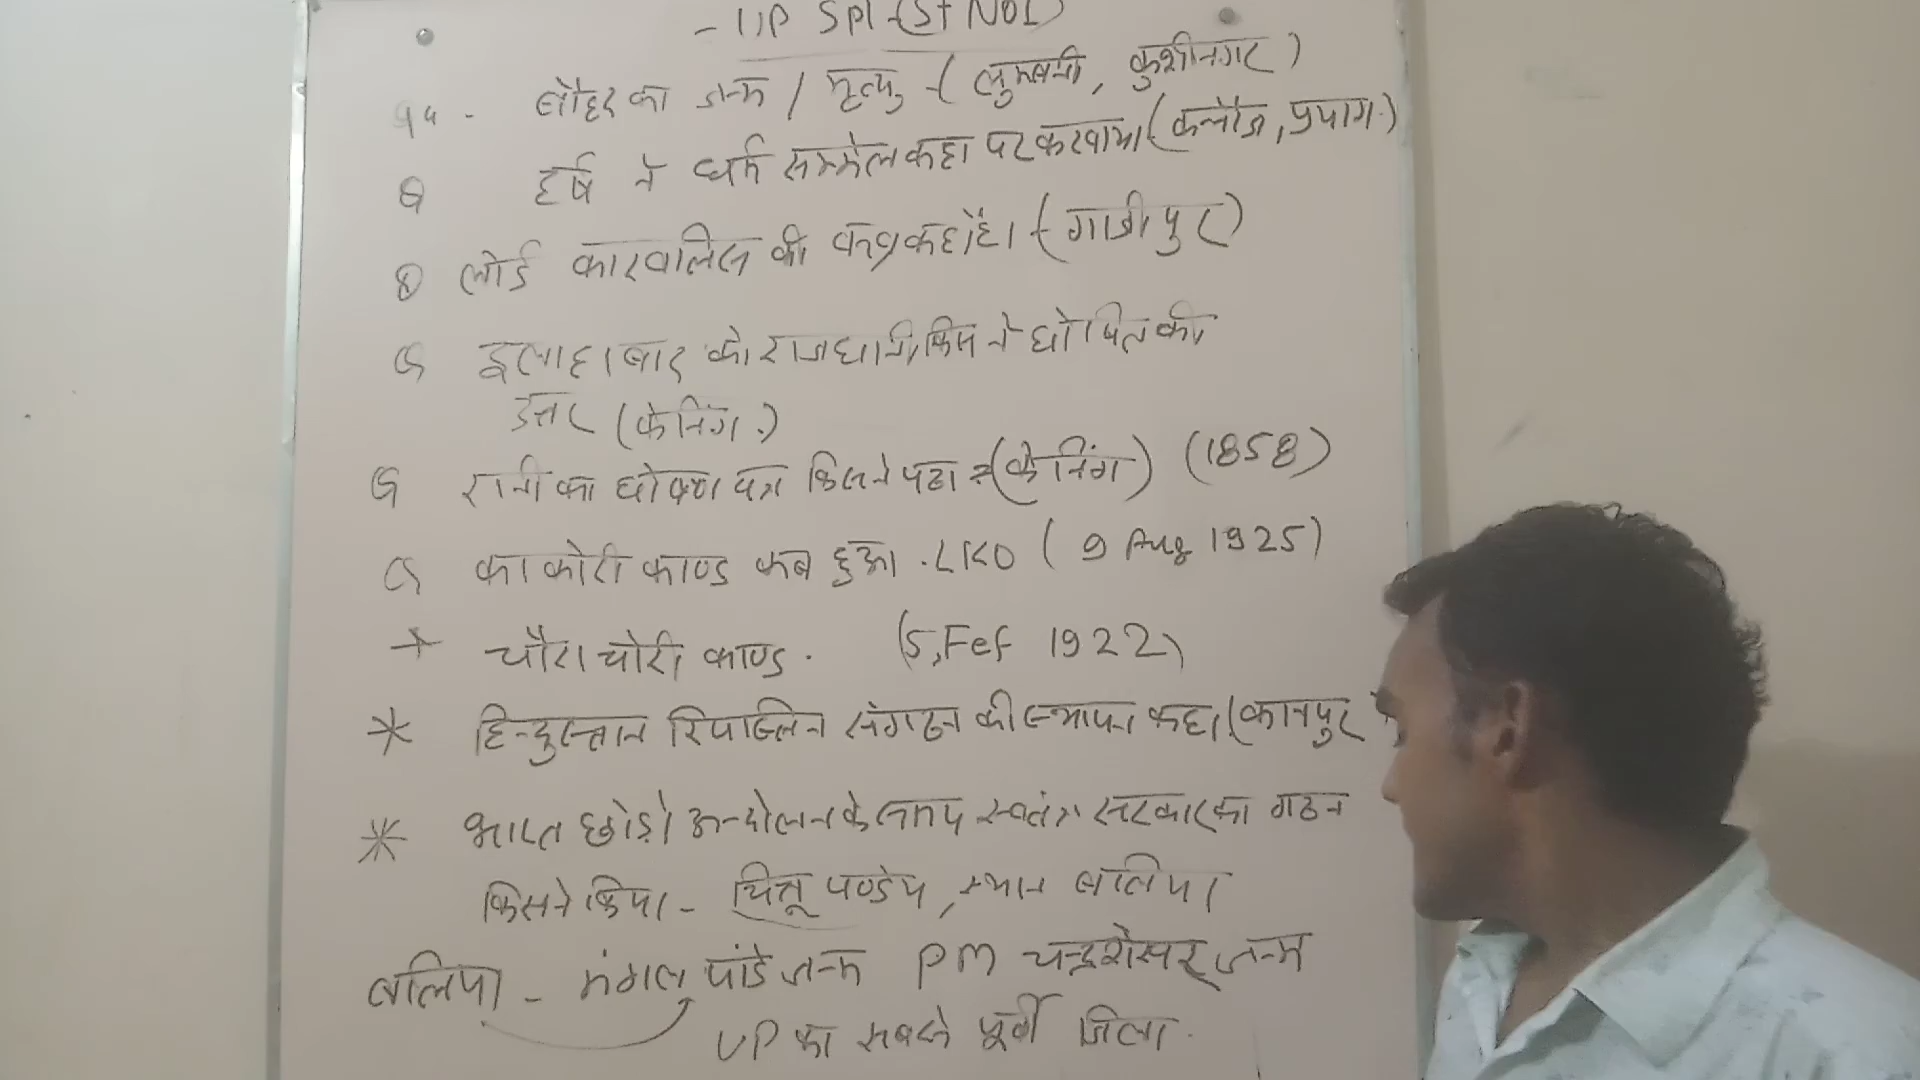 - UP SPl - (St No1)
Q4 - बौद्ध का जन्म / मृत्यु - (लुम्बनी, कुशीनगर)
Q हर्ष ने धर्म सम्मेल कहा पर करवाया (कन्नौज, प्रयाग.)
Q लोर्ड कारवालिस की कब्र कहाँ है। - (गाजीपुर)
Q इलाहाबाद को राजधानी किस ने घोषित की
उत्तर (केनिंग.)
Q रानी का घोषणा पत्र किसने पढा = (केनिंग) (1858)
Q काकोरी काण्ड कब हुआ . LKO ( 9 Aug 1925)
* चौरा चोरी काण्ड . (5, Fef 1922)
* हिन्दुस्तान रिपाब्लिन संगठन की स्थापन कहा (कानपुर
* भारत छोड़ो अन्दोलन के समय स्वतंत्र सरकार का गठन
किसने किया - चित्तू पाण्डेय, स्थान बलिया
बलिया - मंगल पांडे जन्म PM चन्द्रशेखर जन्म
UP का सबसे पूर्वी जिला .